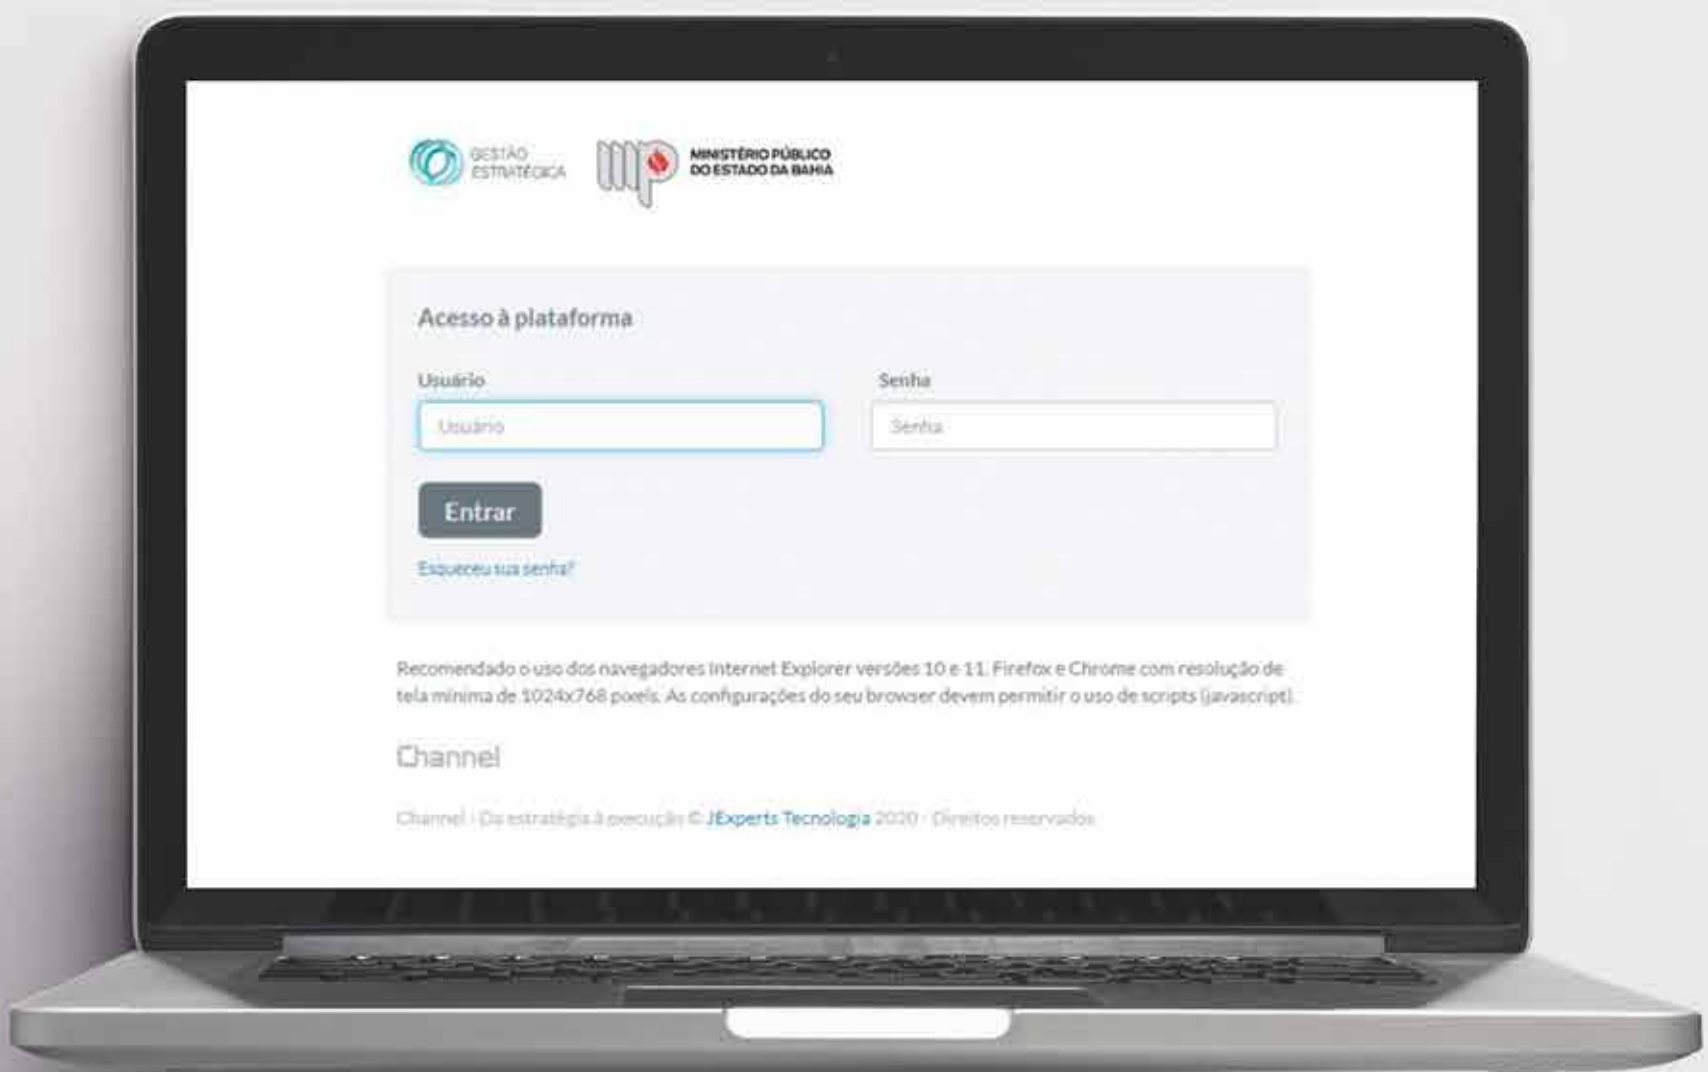 GESTÃO
ESTRATÉGICA
mp
MINISTÉRIO PÚBLICO
DO ESTADO DA BAHIA
Acesso à plataforma
Usuário
Senha
Usuário
Senha
Entrar
Esqueceu sua senha?
Recomendado o uso dos navegadores Internet Explorer versões 10 e 11, Firefox e Chrome com resolução de
tela mínima de 1024x768 pixels. As configurações do seu browser devem permitir o uso de scripts (javascript).
Channel
Channel - Da estratégia à execução © JExperts Tecnologia 2020 - Direitos reservados